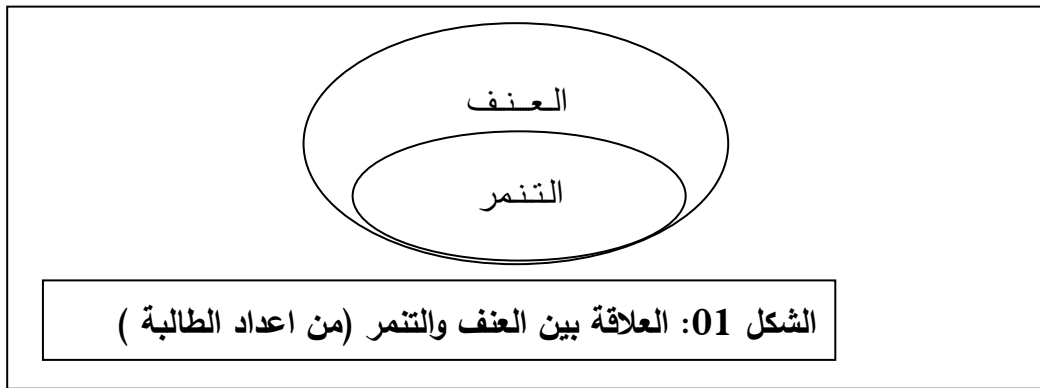 العنف
التنمر
الشكل 01: العلاقة بين العنف والتنمر (من اعداد الطالبة )